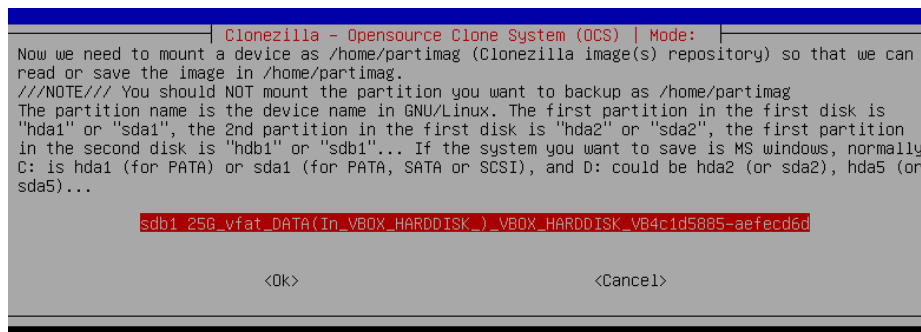 Clonezilla - Opensource Clone System (OCS) | Mode:
Now we need to mount a device as /home/partimag (Clonezilla image(s) repository) so that we can
read or save the image in /home/partimag.
///NOTE/// You should NOT mount the partition you want to backup as /home/partimag
The partition name is the device name in GNU/Linux. The first partition in the first disk is
"hda1" or "sda1", the 2nd partition in the first disk is "hda2" or "sda2", the first partition
in the second disk is "hdb1" or "sdb1"... If the system you want to save is MS windows, normally
C: is hda1 (for PATA) or sda1 (for PATA, SATA or SCSI), and D: could be hda2 (or sda2), hda5 (or
sda5)...
sdb1 25G_vfat_DATA(In_VBOX_HARDDISK_)_VBOX_HARDDISK_VB4c1d5885-aefecd6d
<Ok> <Cancel>